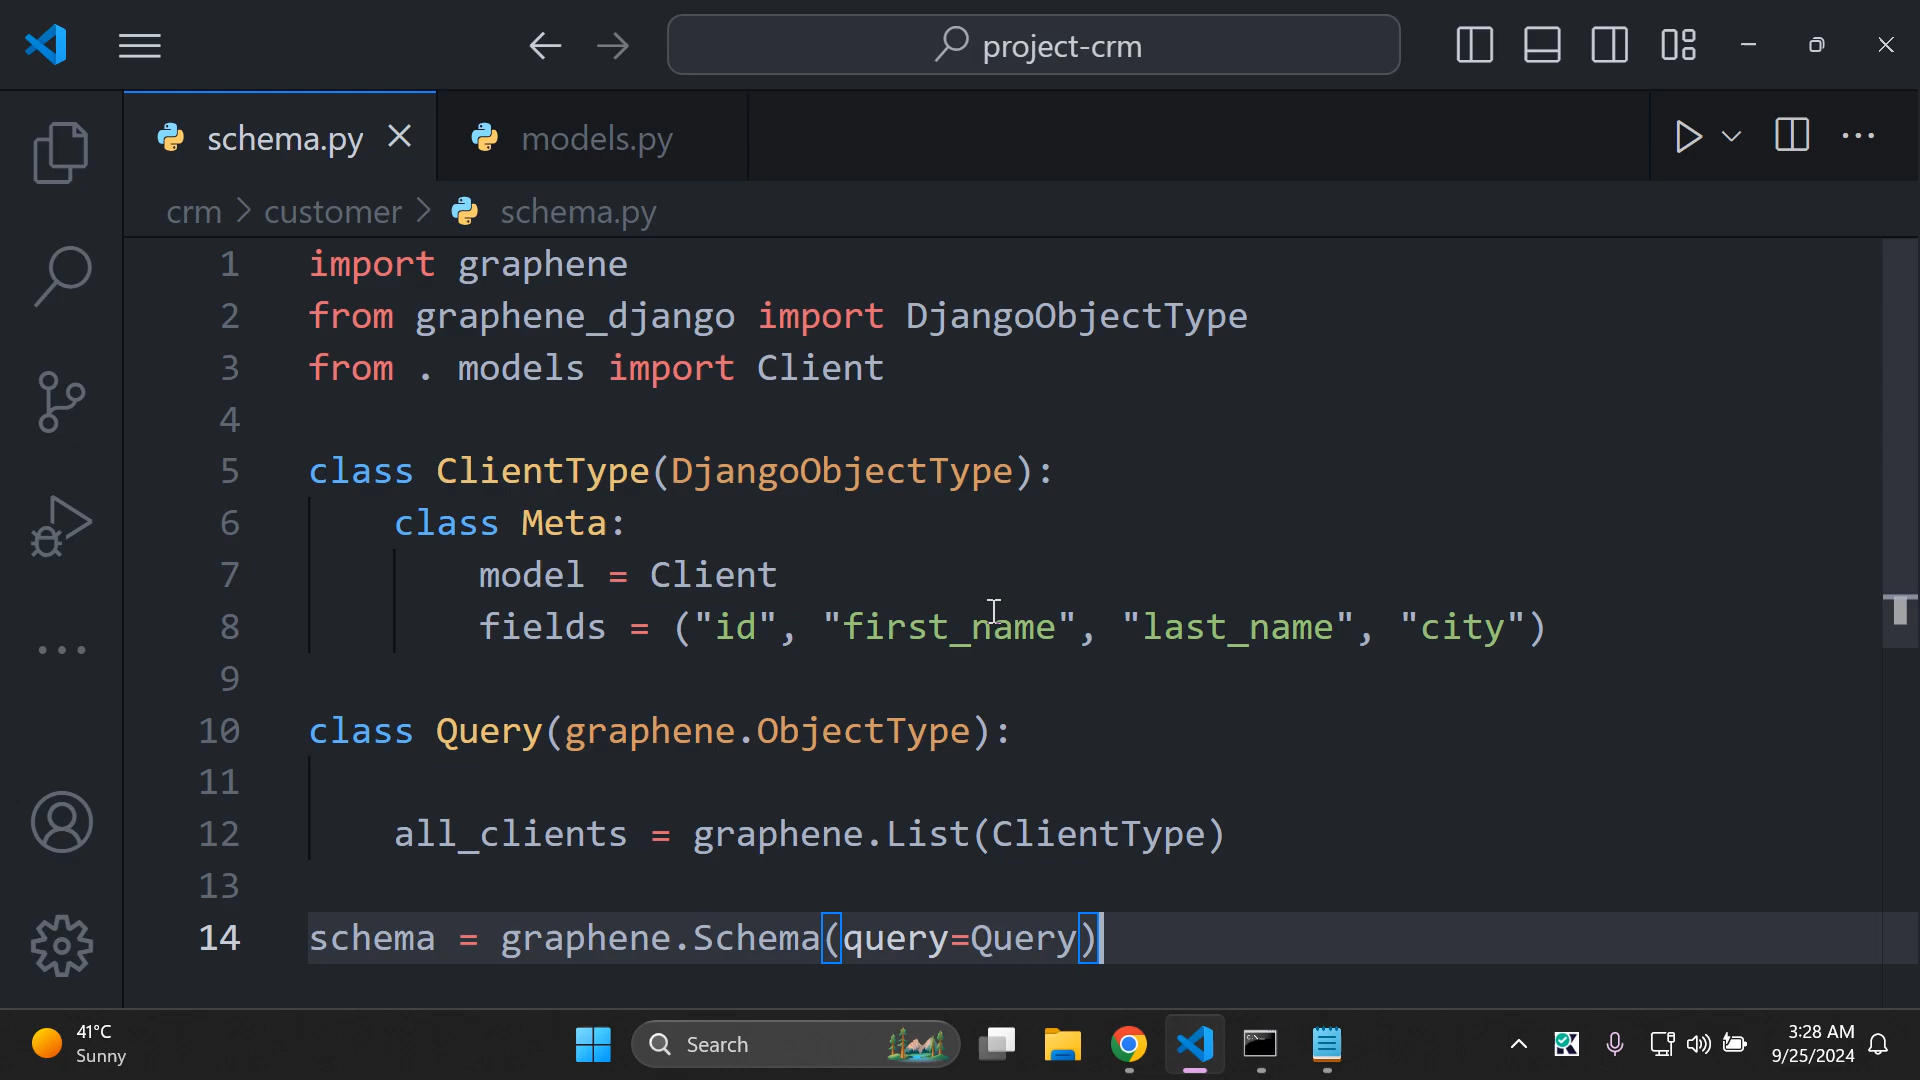 project-crm
schema.py
models.py
crm > customer > schema.py
1 import graphene
2 from graphene_django import DjangoObjectType
3 from . models import Client
4
5 class ClientType(DjangoObjectType):
6 class Meta:
7 model = Client
8 fields = ("id", "first_name", "last_name", "city")
9
10 class Query(graphene.ObjectType):
11
12 all_clients = graphene.List(ClientType)
13
14 schema = graphene.Schema(query=Query)
41°C
Sunny
Search
3:28 AM
9/25/2024